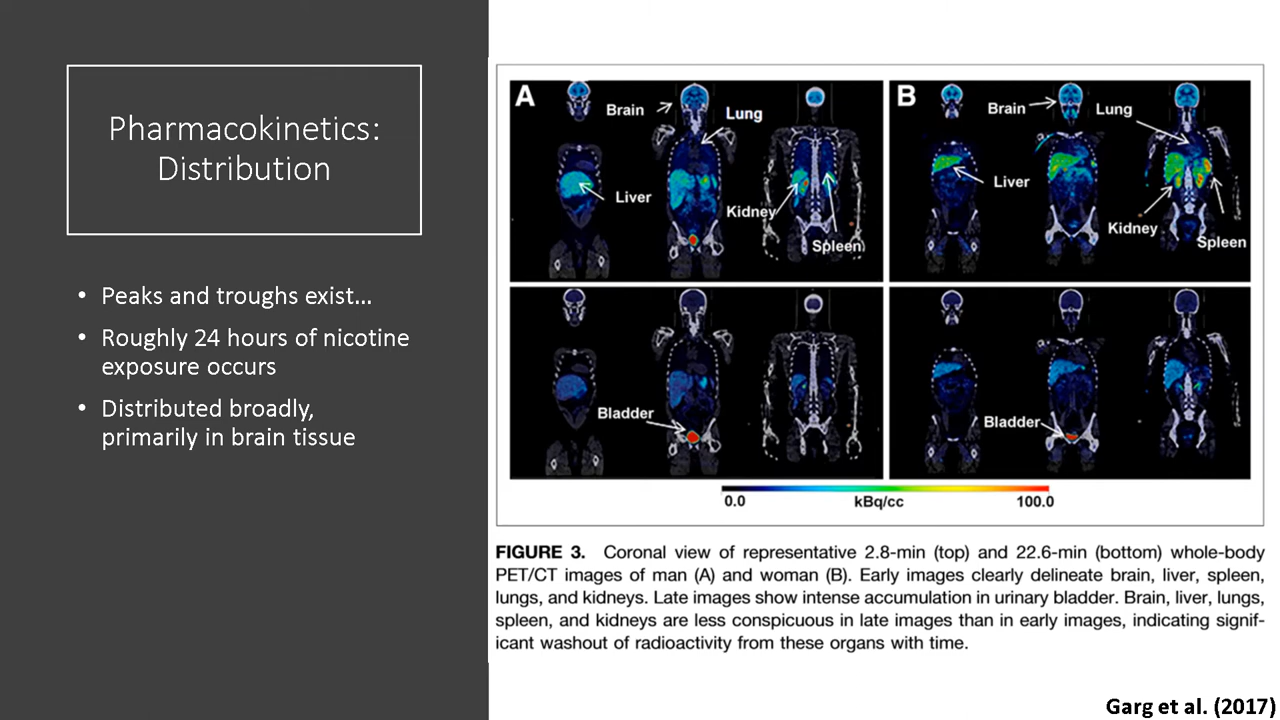 Pharmacokinetics:
Distribution
• Peaks and troughs exist…
• Roughly 24 hours of nicotine
exposure occurs
• Distributed broadly,
primarily in brain tissue
A
Brain
Lung
Liver
Kidney
Spleen
Bladder
B
Brain
Lung
Liver
Kidney
Spleen
Bladder
0.0 kBq/cc 100.0
FIGURE 3. Coronal view of representative 2.8-min (top) and 22.6-min (bottom) whole-body
PET/CT images of man (A) and woman (B). Early images clearly delineate brain, liver, spleen,
lungs, and kidneys. Late images show intense accumulation in urinary bladder. Brain, liver, lungs,
spleen, and kidneys are less conspicuous in late images than in early images, indicating signif-
icant washout of radioactivity from these organs with time.
Garg et al. (2017)